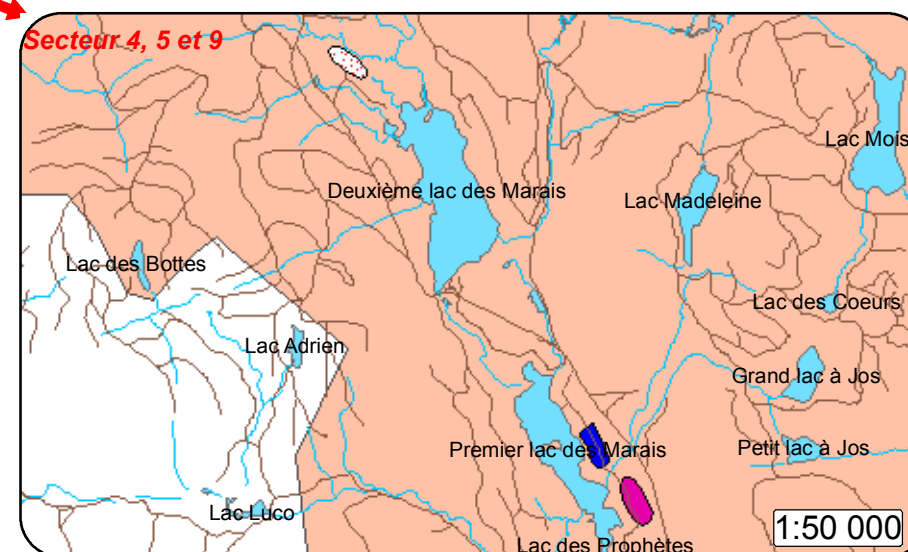 Secteur 4, 5 et 9
Lac Mois
Deuxième lac des Marais
Lac Madeleine
Lac des Bottes
Lac des Coeurs
Lac Adrien
Grand lac à Jos
Premier lac des Marais
Petit lac à Jos
Lac Luco
1:50 000
Lac des Prophètes